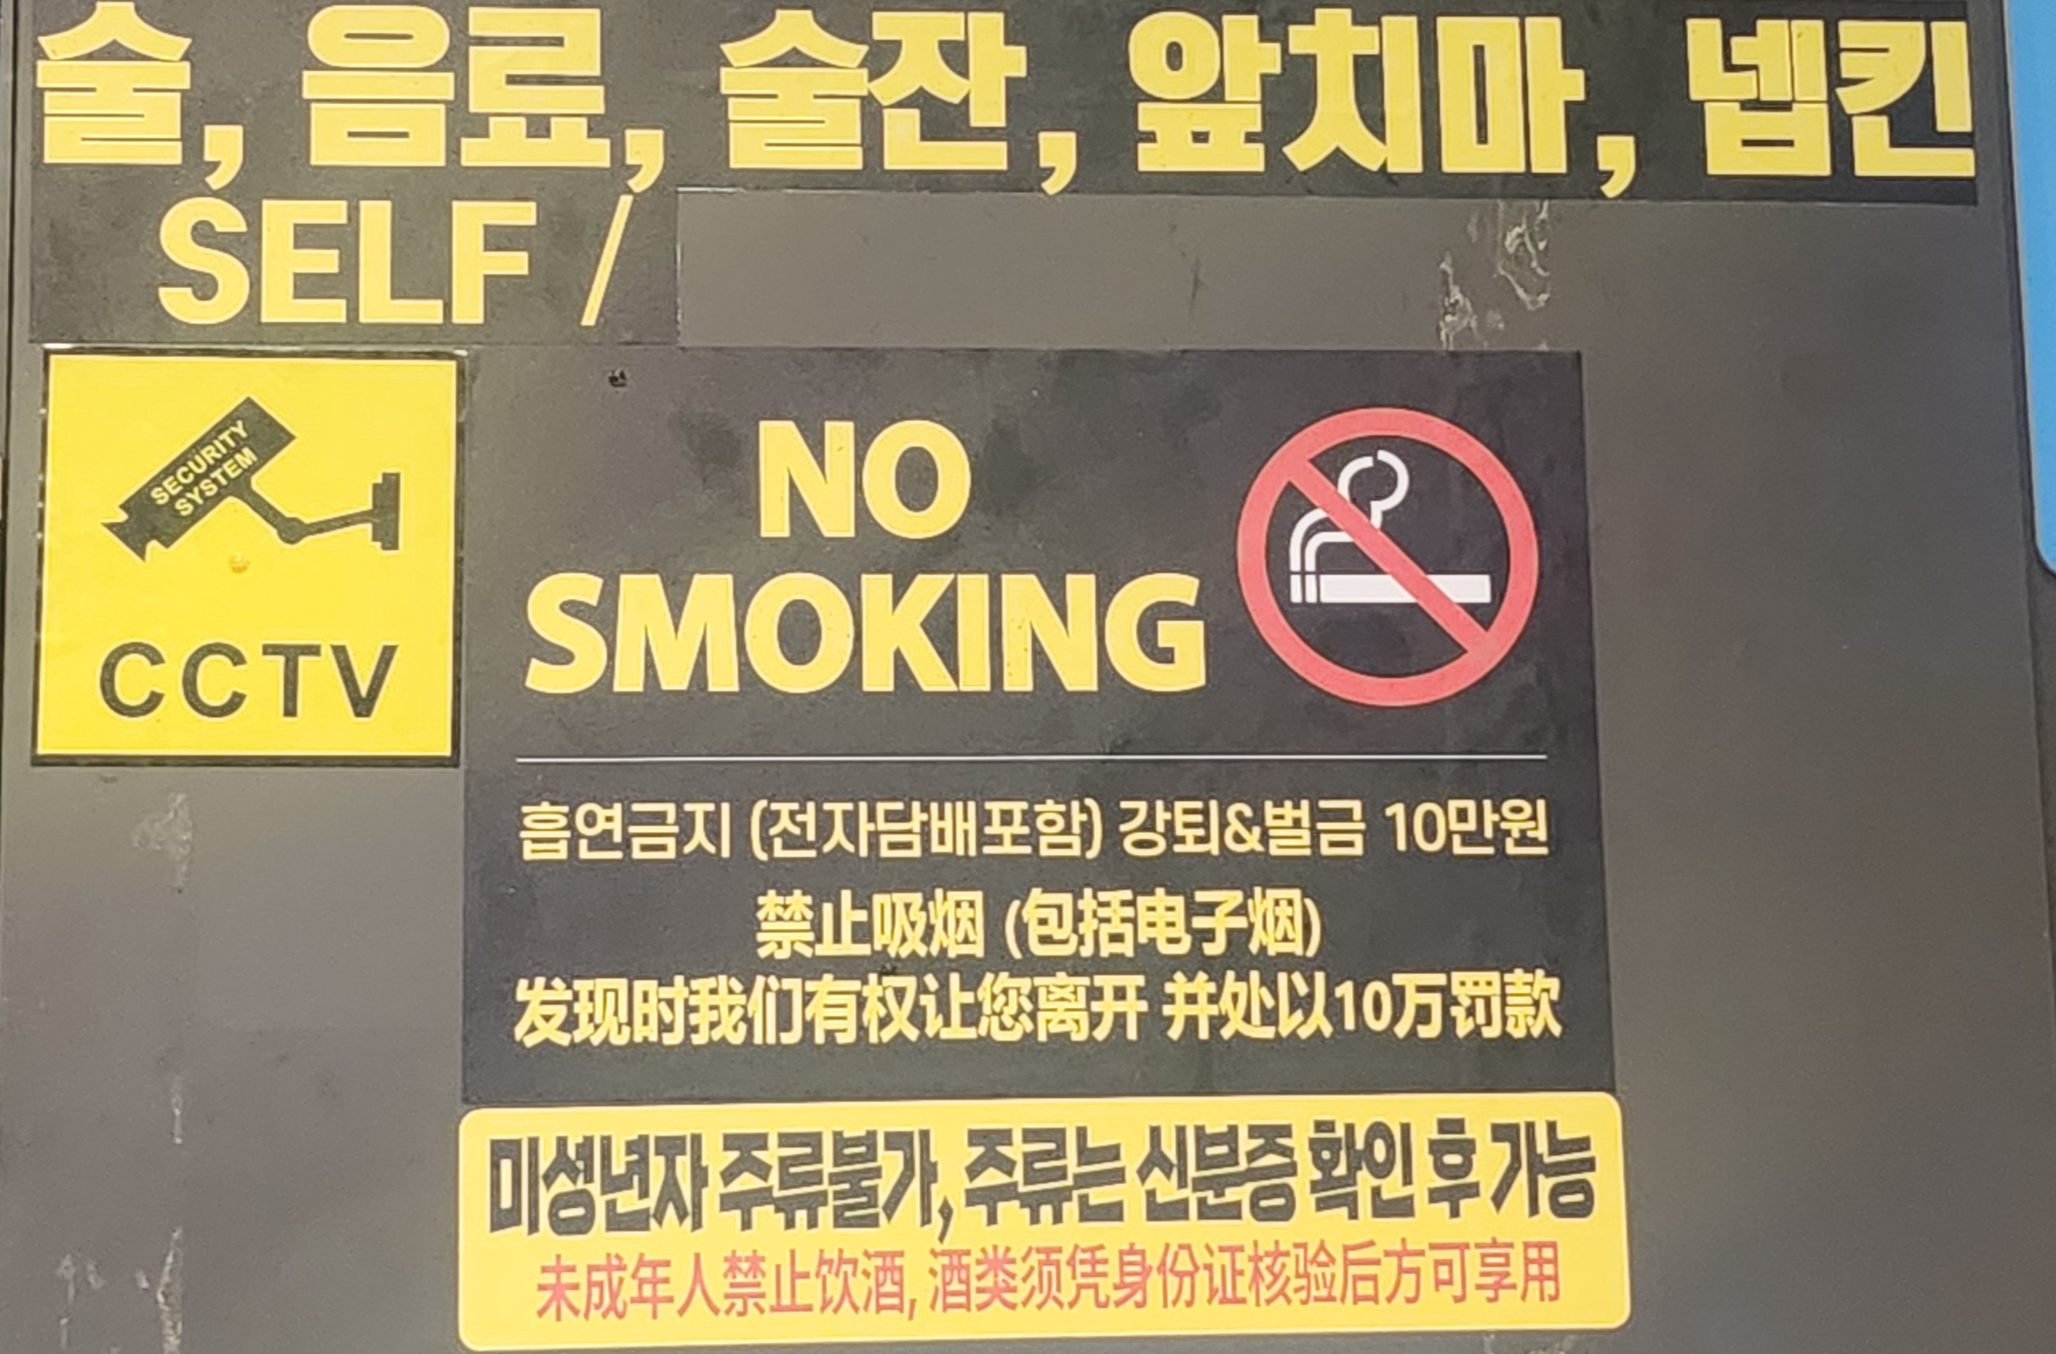 술, 음료, 술잔, 앞치마, 넵킨
SELF /
SECURITY
SYSTEM
CCTV
NO
SMOKING
흡연금지 (전자담배포함) 강퇴&벌금 10만원
禁止吸烟 (包括电子烟)
发现时我们有权让您离开 并处以10万罚款
미성년자 주류불가, 주류는 신분증 확인 후 가능
未成年人禁止饮酒, 酒类须凭身份证核验后方可享用